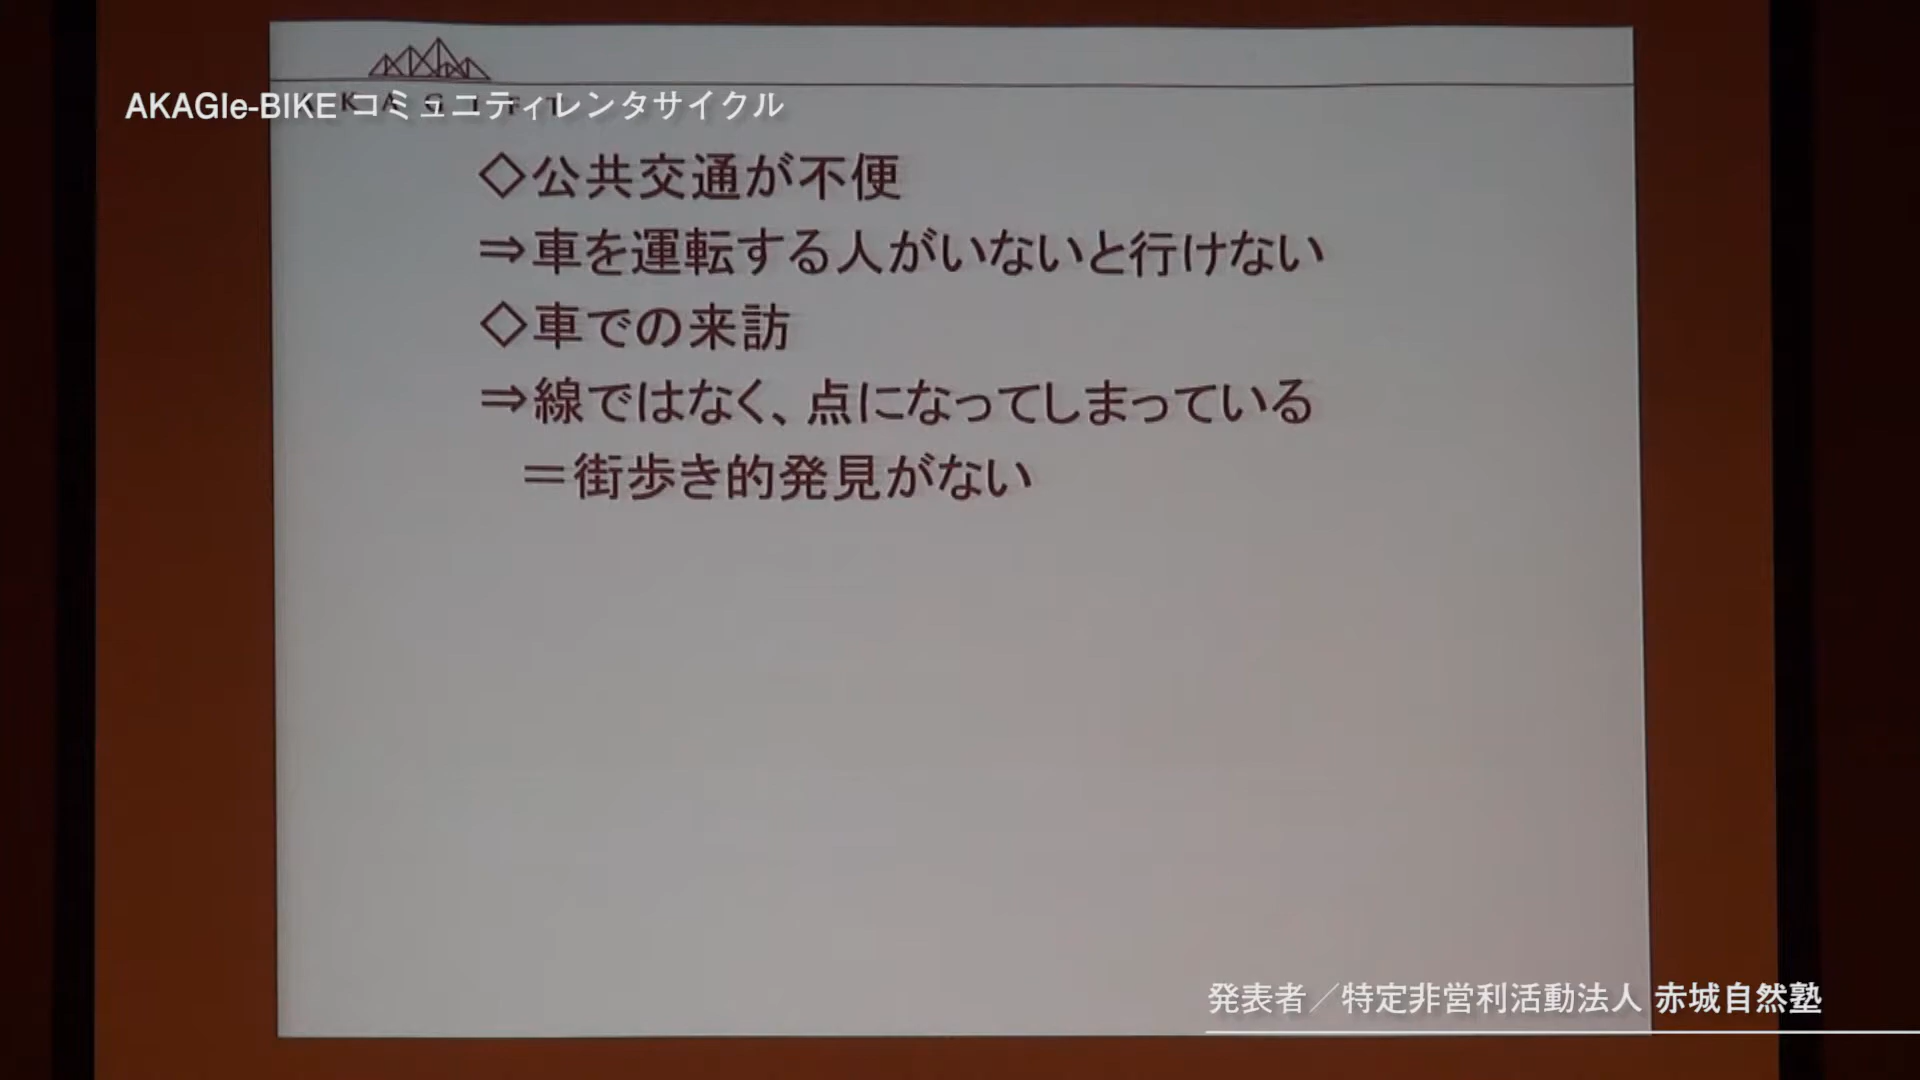 AKAGIe-BIKE コミュニティレンタサイクル
◇公共交通が不便
⇒車を運転する人がいないと行けない
◇車での来訪
⇒線ではなく、点になってしまっている
＝街歩き的発見がない
発表者／特定非営利活動法人 赤城自然塾